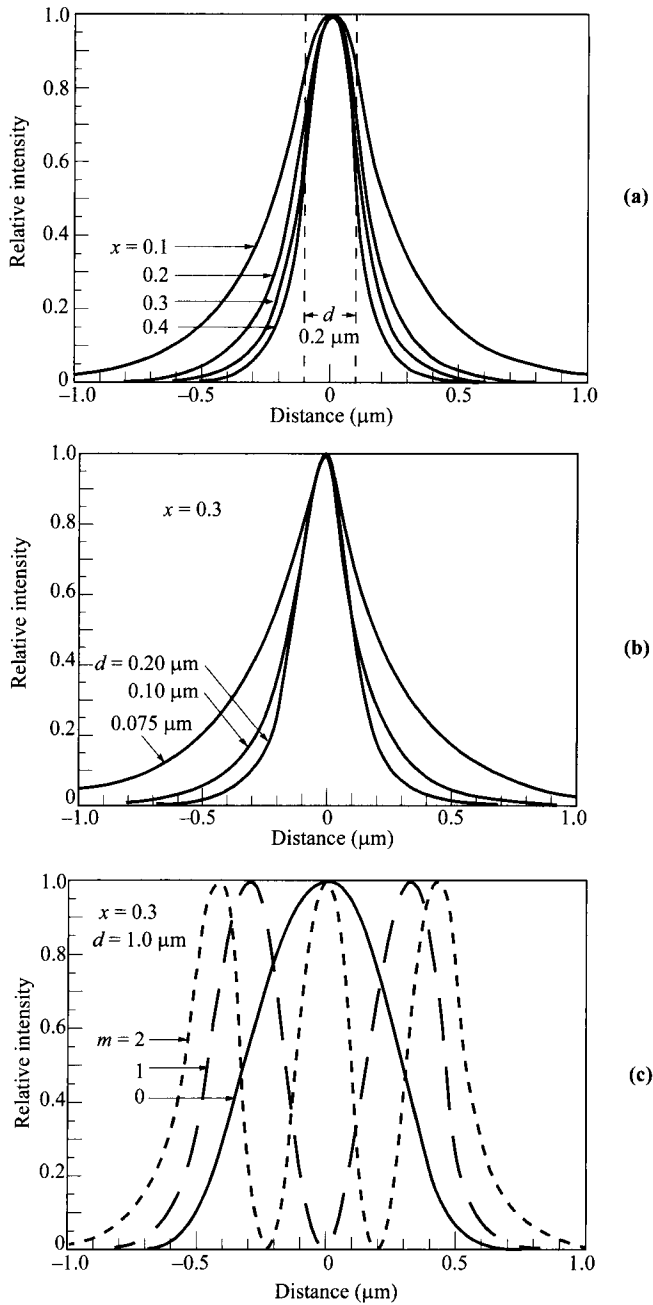 1.0
0.8
0.6
0.4
0.2
0
Relative intensity
x = 0.1
0.2
0.3
0.4
d
0.2 μm
−1.0
−0.5
0
0.5
1.0
Distance (μm)
(a)
1.0
0.8
0.6
0.4
0.2
0
Relative intensity
x = 0.3
d = 0.20 μm
0.10 μm
0.075 μm
−1.0
−0.5
0
0.5
1.0
Distance (μm)
(b)
1.0
0.8
0.6
0.4
0.2
0
Relative intensity
x = 0.3
d = 1.0 μm
m = 2
1
0
−1.0
−0.5
0
0.5
1.0
Distance (μm)
(c)